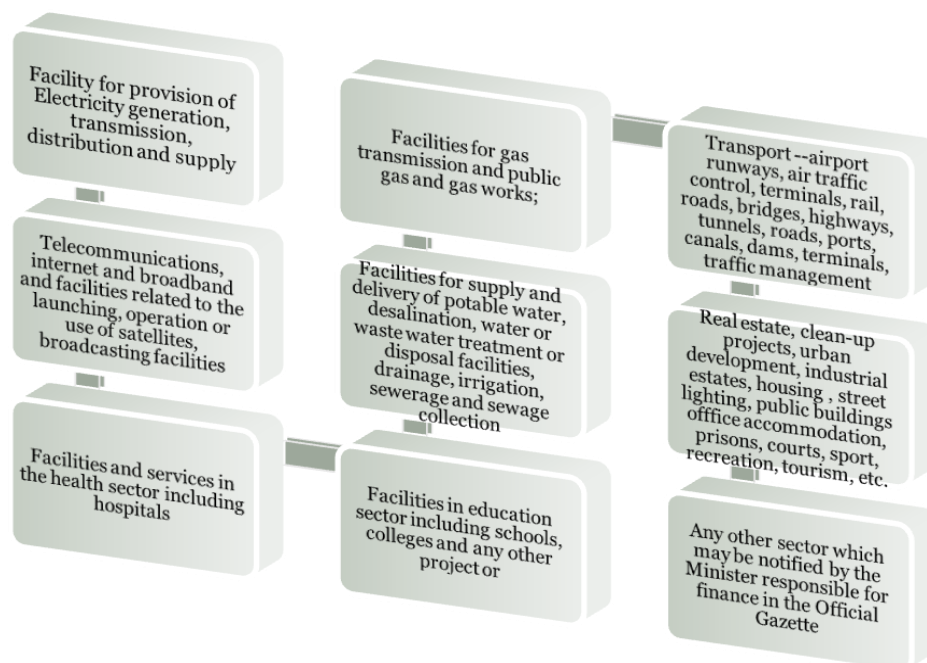 Facility for provision of
Electricity generation,
transmission,
distribution and supply
Telecommunications,
internet and broadband
and facilities related to the
launching, operation or
use of satellites,
broadcasting facilities
Facilities and services in
the health sector including
hospitals
Facilities in education
sector including schools,
colleges and any other
project or
Facilities for supply and
delivery of potable water,
desalination, water or
waste water treatment or
disposal facilities,
drainage, irrigation,
sewerage and sewage
collection
Facilities for gas
transmission and public
gas and gas works;
Transport --airport
runways, air traffic
control, terminals, rail,
roads, bridges, highways,
tunnels, roads, ports,
canals, dams, terminals,
traffic management
Real estate, clean-up
projects, urban
development, industrial
estates, housing , street
lighting, public buildings
offfice accommodation,
prisons, courts, sport,
recreation, tourism, etc.
Any other sector which
may be notified by the
Minister responsible for
finance in the Official
Gazette